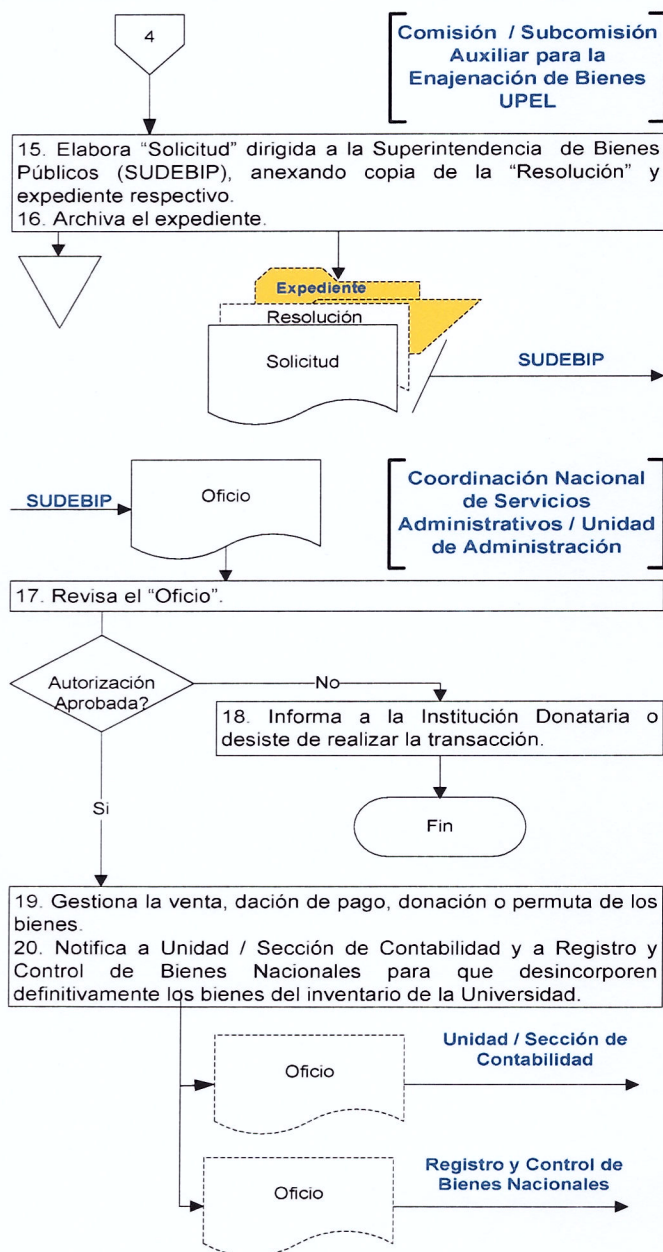 4
Comisión / Subcomisión
Auxiliar para la
Enajenación de Bienes
UPEL
15. Elabora “Solicitud” dirigida a la Superintendencia de Bienes
Públicos (SUDEBIP), anexando copia de la “Resolución” y
expediente respectivo.
16. Archiva el expediente.
Expediente
Resolución
Solicitud
SUDEBIP
SUDEBIP
Oficio
Coordinación Nacional
de Servicios
Administrativos / Unidad
de Administración
17. Revisa el “Oficio”.
Autorización
Aprobada?
No
18. Informa a la Institución Donataria o
desiste de realizar la transacción.
Si
Fin
19. Gestiona la venta, dación de pago, donación o permuta de los
bienes.
20. Notifica a Unidad / Sección de Contabilidad y a Registro y
Control de Bienes Nacionales para que desincorporen
definitivamente los bienes del inventario de la Universidad.
Oficio
Unidad / Sección de
Contabilidad
Oficio
Registro y Control de
Bienes Nacionales